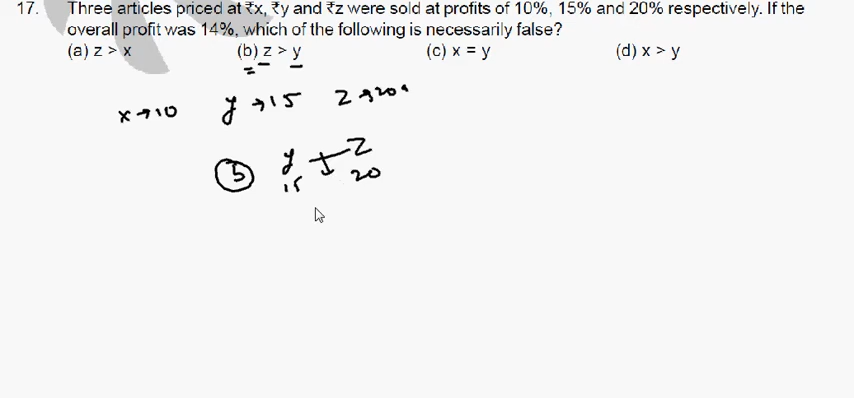 17. Three articles priced at ₹x, ₹y and ₹z were sold at profits of 10%, 15% and 20% respectively. If the
overall profit was 14%, which of the following is necessarily false?
(a) z > x (b) z > y (c) x = y (d) x > y
x → 10 y → 15 z → 20
y + z
15 20